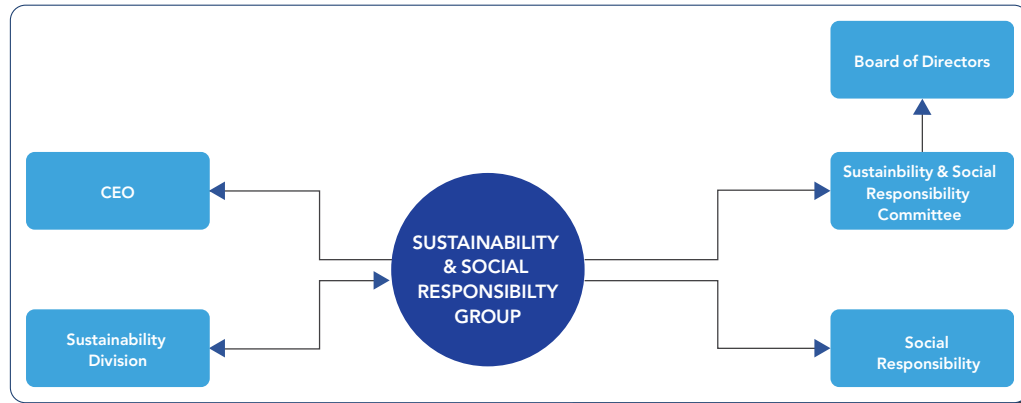 Board of Directors
CEO
Sustainbility & Social
Responsibility
Committee
SUSTAINABILITY
& SOCIAL
RESPONSIBILTY
GROUP
Sustainability
Division
Social
Responsibility